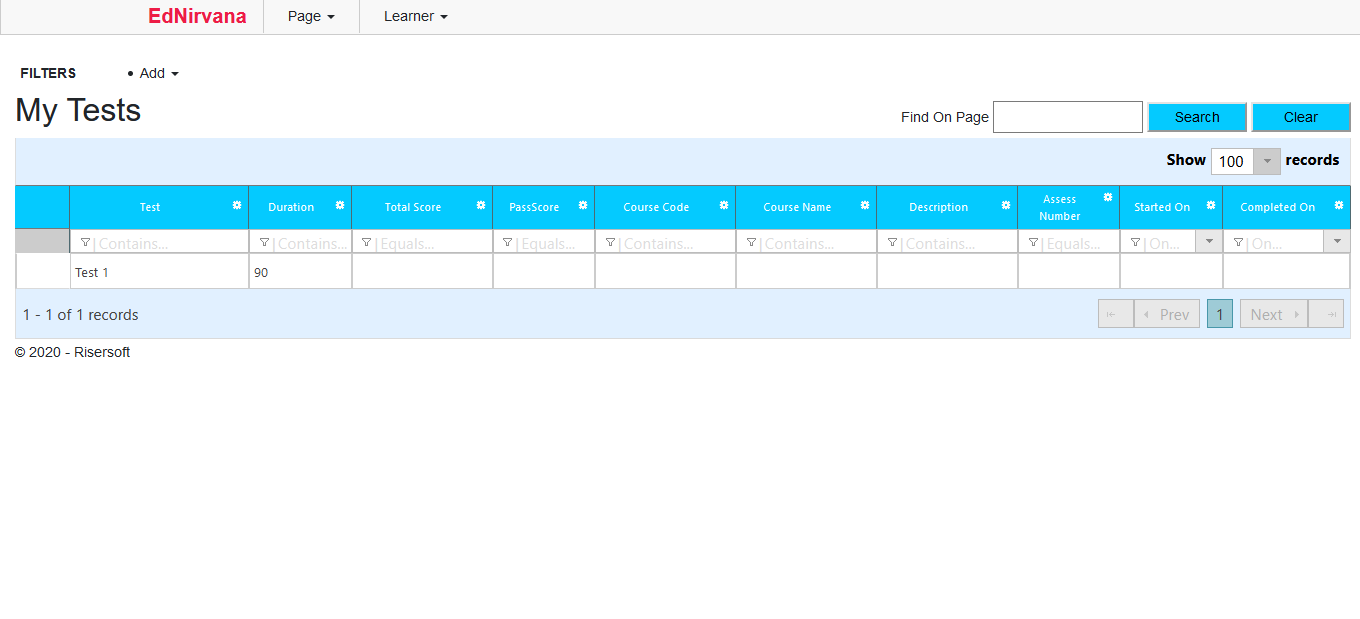 EdNirvana Page Learner
FILTERS • Add
My Tests
Find On Page Search Clear
Show 100 records
Test Duration Total Score PassScore Course Code Course Name Description Assess Number Started On Completed On
Contains... Contains... Equals... Equals... Contains... Contains... Contains... Equals... On... On...
Test 1 90
1 - 1 of 1 records Prev 1 Next
© 2020 - Risersoft